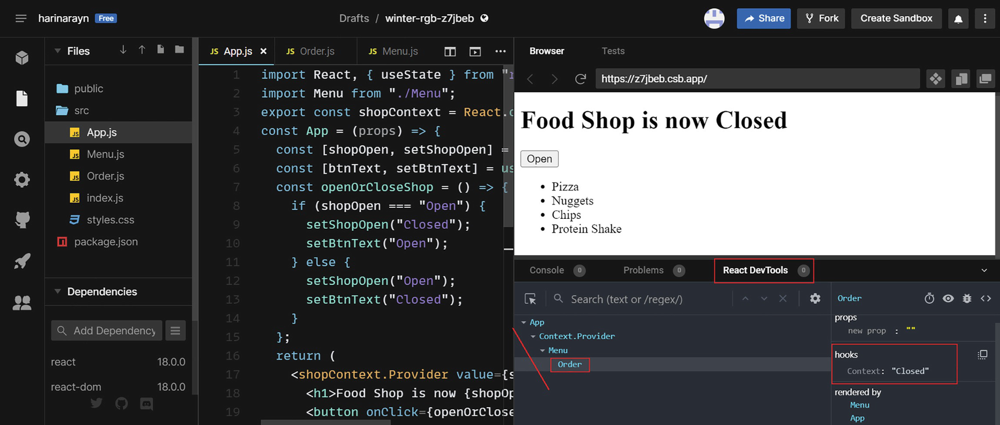 harinarayn Free
Drafts / winter-rgb-z7jbeb
Share
Fork
Create Sandbox
Files
public
src
JS App.js
JS Menu.js
JS Order.js
JS index.js
styles.css
package.json
Dependencies
Add Dependency
react 18.0.0
react-dom 18.0.0
JS App.js
JS Order.js
JS Menu.js
1 import React, { useState } from "r
2 import Menu from "./Menu";
3 export const shopContext = React.c
4 const App = (props) => {
5 const [shopOpen, setShopOpen] =
6 const [btnText, setBtnText] = us
7 const openOrCloseShop = () => {
8 if (shopOpen === "Open") {
9 setShopOpen("Closed");
10 setBtnText("Open");
11 } else {
12 setShopOpen("Open");
13 setBtnText("Closed");
14 }
15 };
16 return (
17 <shopContext.Provider value={s
18 <h1>Food Shop is now {shopOp
19 <button onClick={openOrClose
Browser Tests
https://z7jbeb.csb.app/
Food Shop is now Closed
Open
• Pizza
• Nuggets
• Chips
• Protein Shake
Console 0 Problems 0 React DevTools 0
Search (text or /regex/)
App
Context.Provider
Menu
Order
Order
props
new prop : ""
hooks
Context: "Closed"
rendered by
Menu
App